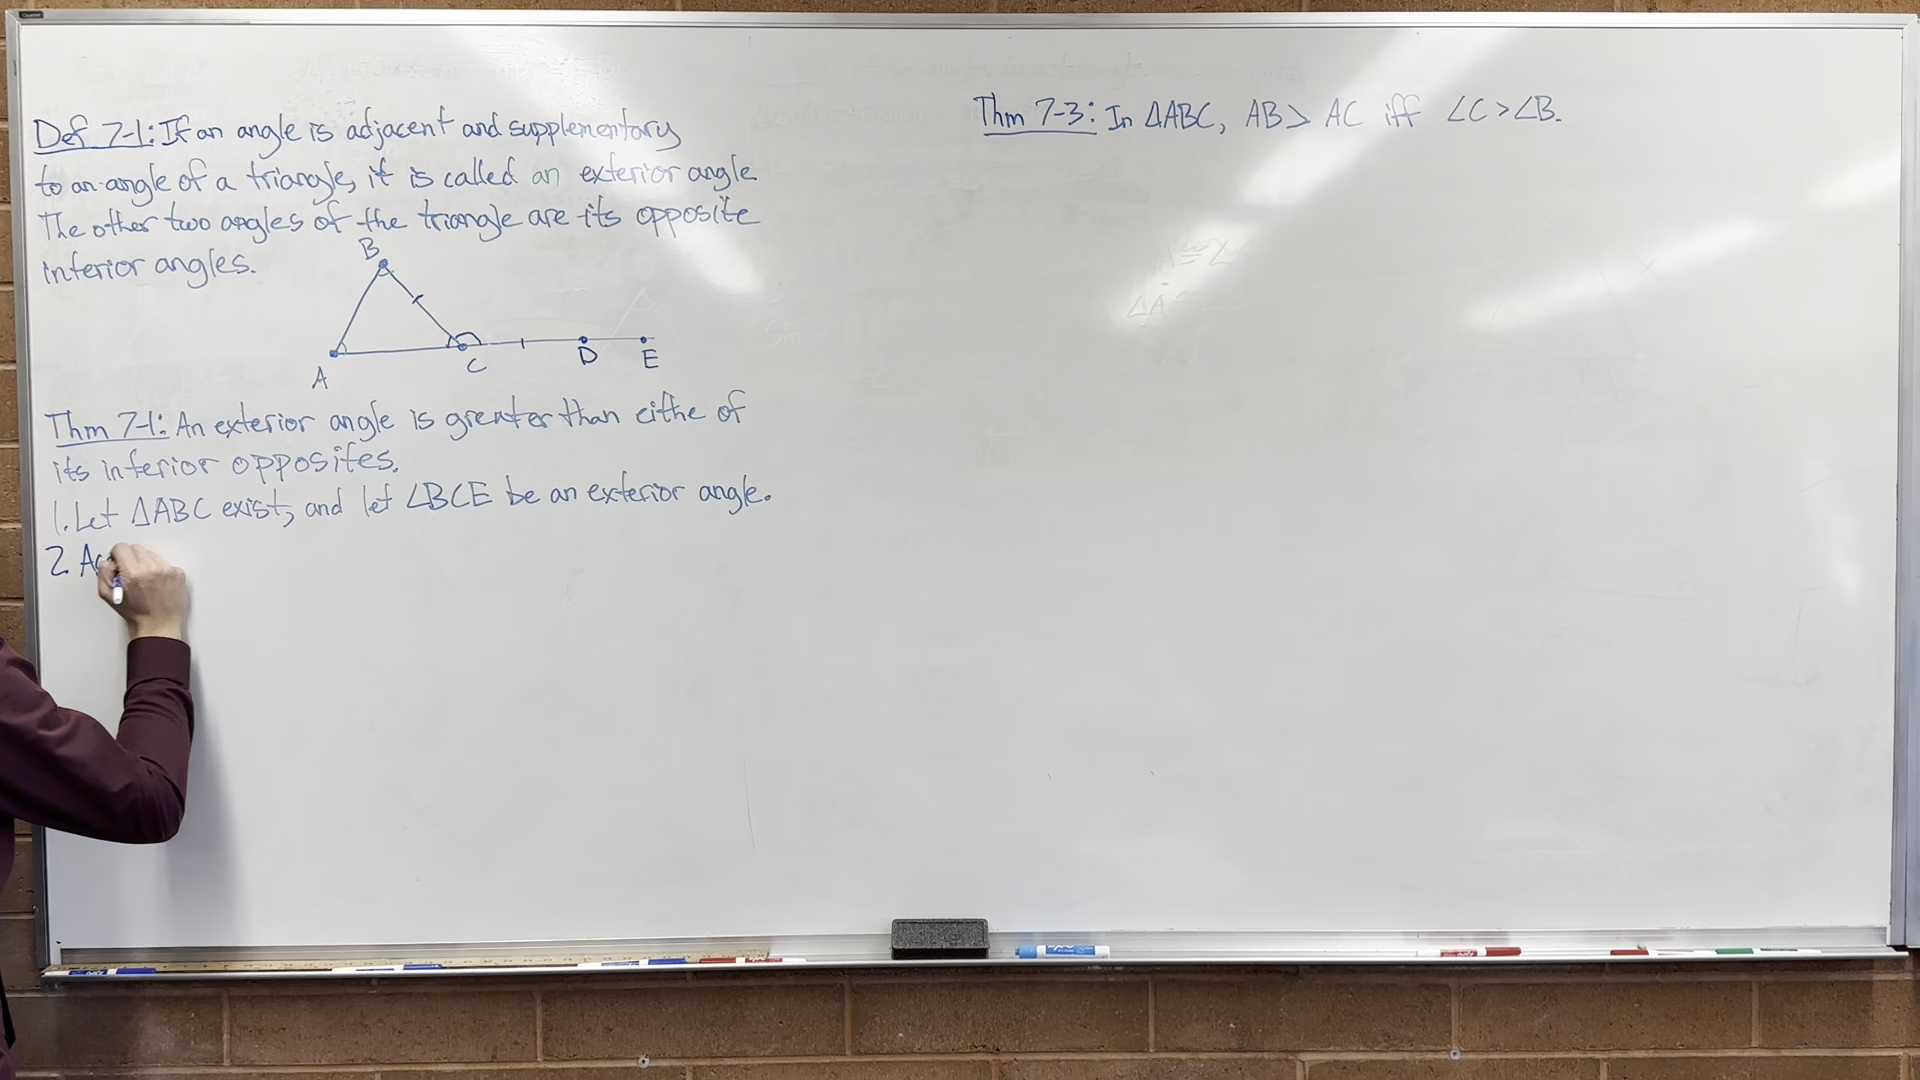 Def 7-1: If an angle is adjacent and supplementary
to an angle of a triangle, it is called an exterior angle.
The other two angles of the triangle are its opposite
interior angles.
B
A
C
D
E
Thm 7-1: An exterior angle is greater than eithe of
its interior opposites.
1. Let ΔABC exist, and let ∠BCE be an exterior angle.
2. Ac
Thm 7-3: In ΔABC, AB > AC iff ∠C > ∠B.